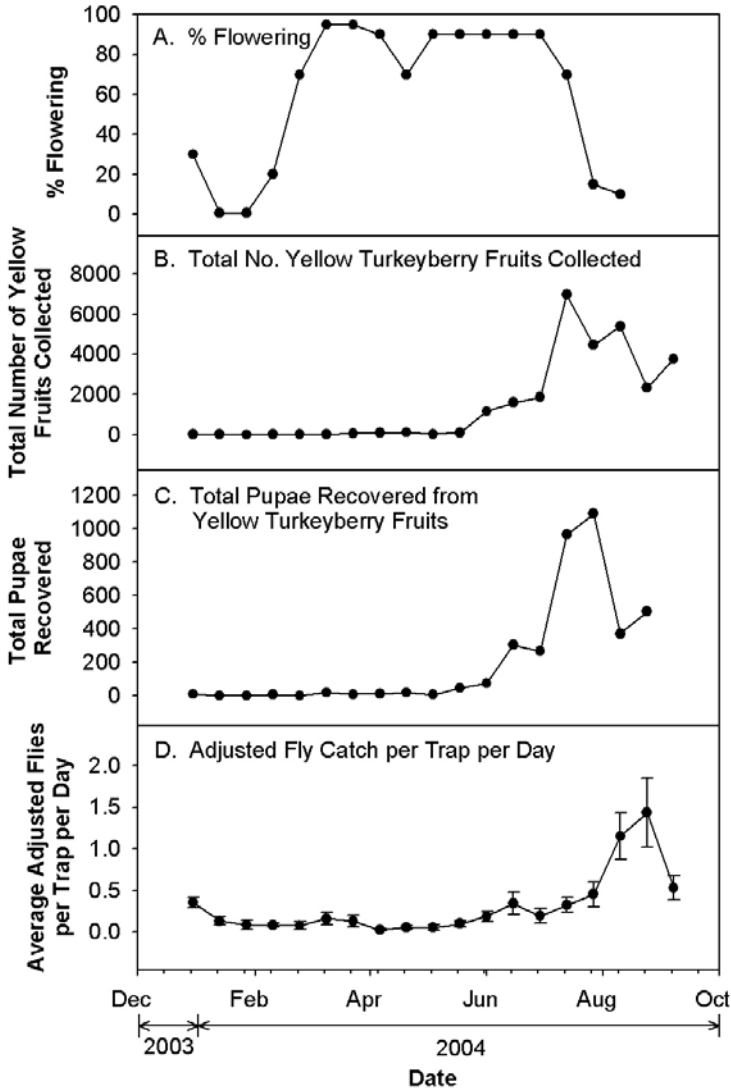 A. % Flowering
% Flowering
100
80
60
40
20
0
B. Total No. Yellow Turkeyberry Fruits Collected
Total Number of Yellow
Fruits Collected
8000
6000
4000
2000
0
C. Total Pupae Recovered from
Yellow Turkeyberry Fruits
Total Pupae
Recovered
1200
1000
800
600
400
200
0
D. Adjusted Fly Catch per Trap per Day
Average Adjusted Flies
per Trap per Day
2.0
1.5
1.0
0.5
0.0
Dec Feb Apr Jun Aug Oct
2003 2004
Date